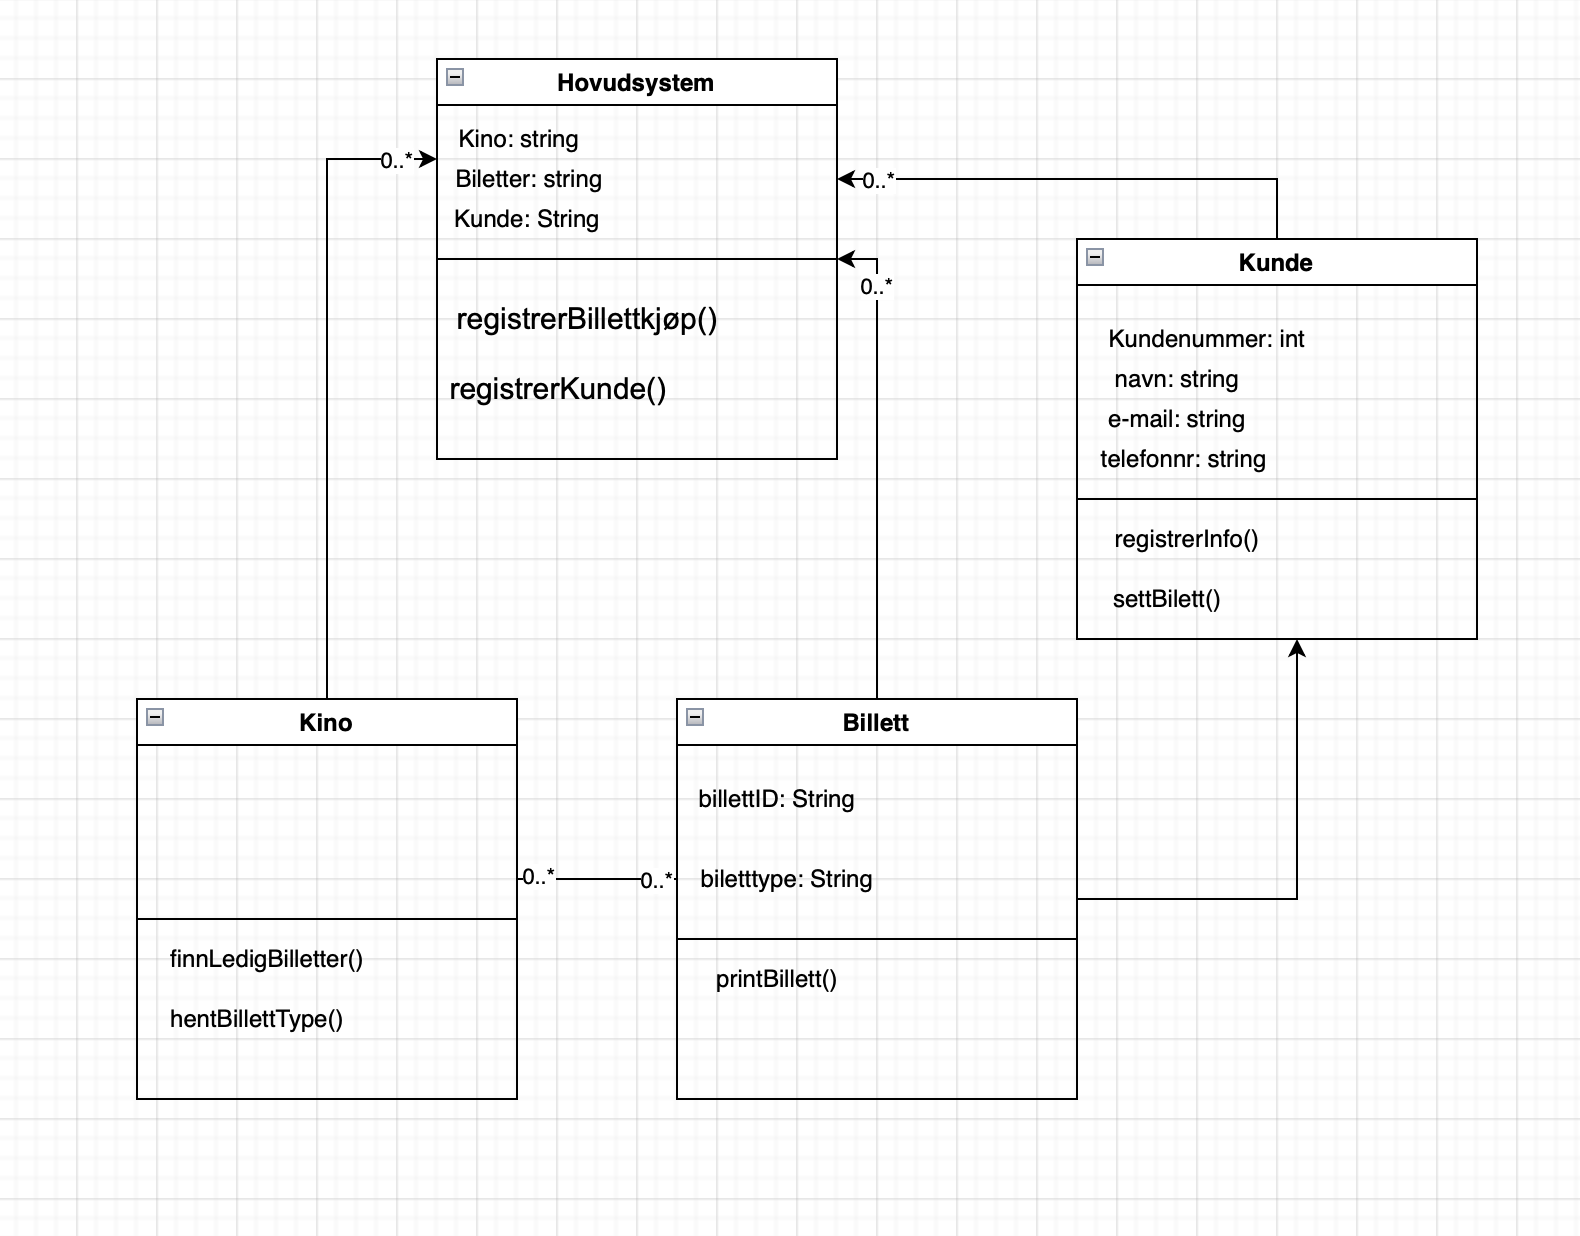 Hovudsystem
Kino: string
Biletter: string
Kunde: String
registrerBillettkjøp()
registrerKunde()
0..*
0..*
0..*
Kunde
Kundenummer: int
navn: string
e-mail: string
telefonnr: string
registrerInfo()
settBilett()
Kino
finnLedigBilletter()
hentBillettType()
0..*
0..*
Billett
billettID: String
biletttype: String
printBillett()